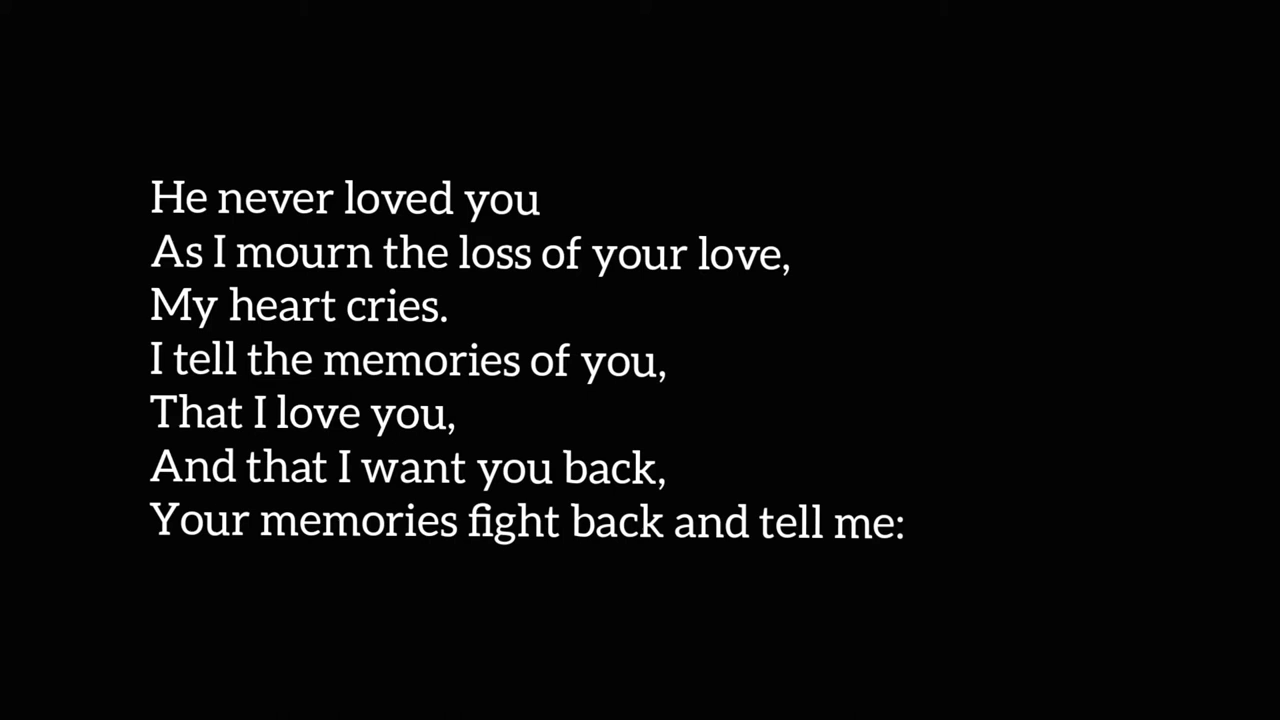 He never loved you
As I mourn the loss of your love,
My heart cries.
I tell the memories of you,
That I love you,
And that I want you back,
Your memories fight back and tell me: